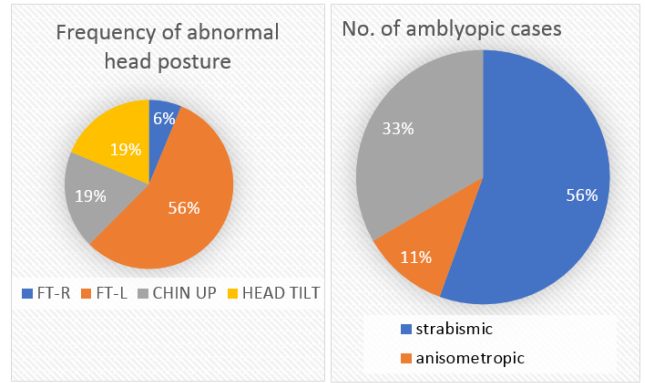 Frequency of abnormal
head posture
6%
19%
19%
56%
FT-R FT-L CHIN UP HEAD TILT
No. of amblyopic cases
33%
56%
11%
strabismic
anisometropic